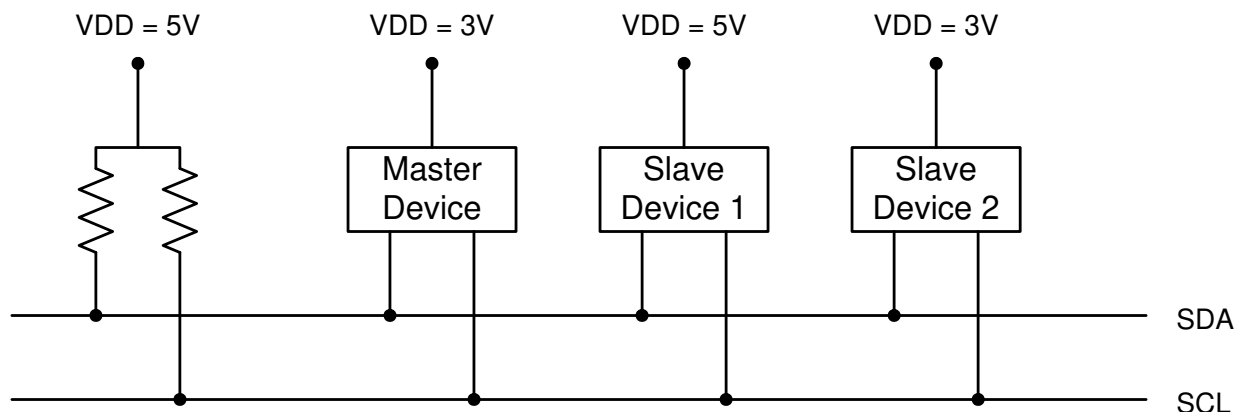 VDD = 5V
VDD = 3V
VDD = 5V
VDD = 3V
Master
Device
Slave
Device 1
Slave
Device 2
SDA
SCL